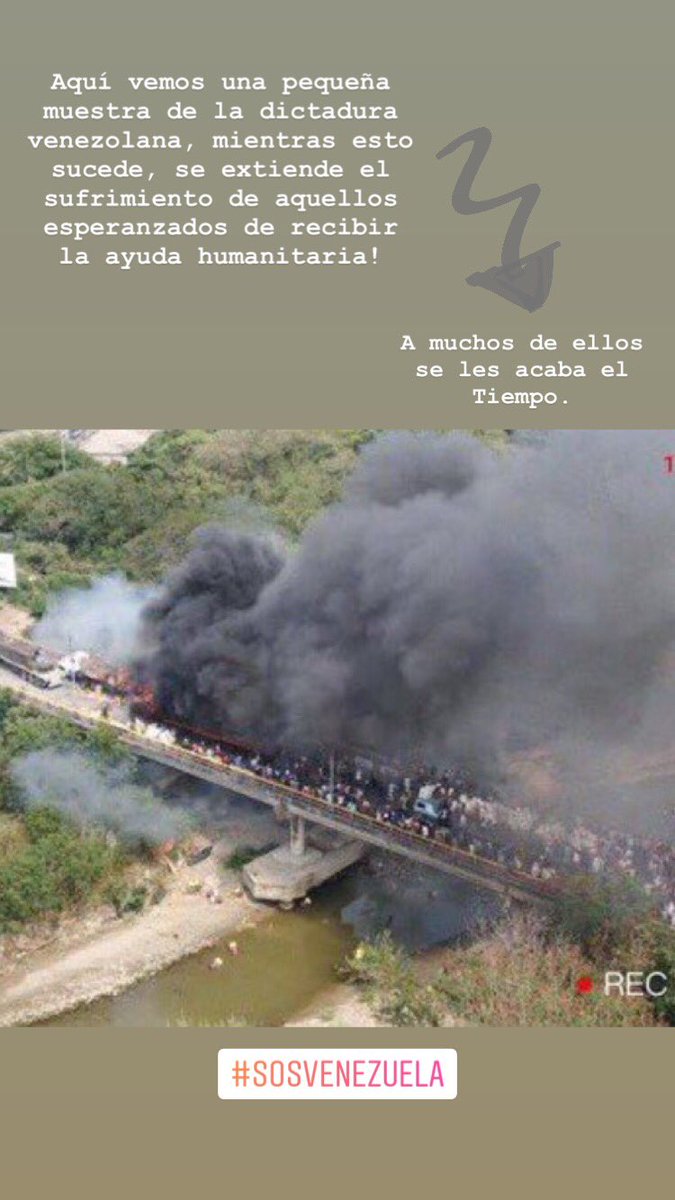 Aquí vemos una pequeña
muestra de la dictadura
venezolana, mientras esto
sucede, se extiende el
sufrimiento de aquellos
esperanzados de recibir
la ayuda humanitaria!
A muchos de ellos
se les acaba el
Tiempo.
1
REC
#SOSVENEZUELA